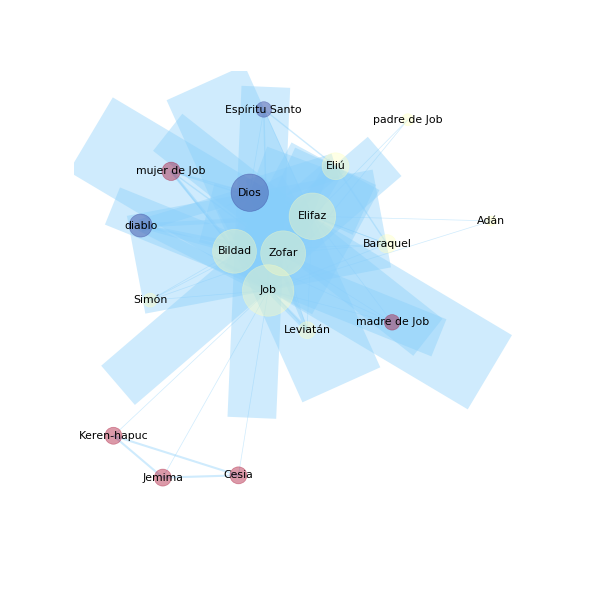 Espíritu Santo
padre de Job
Eliú
mujer de Job
Dios
Elifaz
Adán
diablo
Baraquel
Bildad
Zofar
Job
Simón
madre de Job
Leviatán
Keren-hapuc
Cesia
Jemima